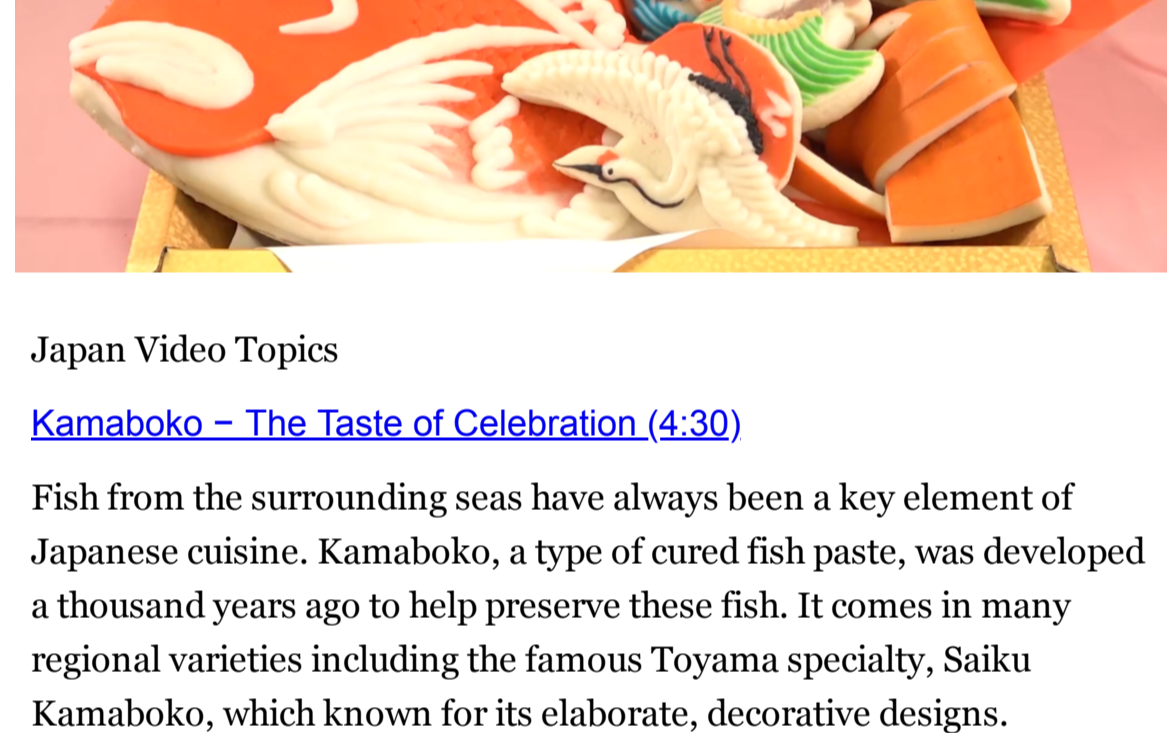 Japan Video Topics
Kamaboko – The Taste of Celebration (4:30)
Fish from the surrounding seas have always been a key element of
Japanese cuisine. Kamaboko, a type of cured fish paste, was developed
a thousand years ago to help preserve these fish. It comes in many
regional varieties including the famous Toyama specialty, Saiku
Kamaboko, which known for its elaborate, decorative designs.